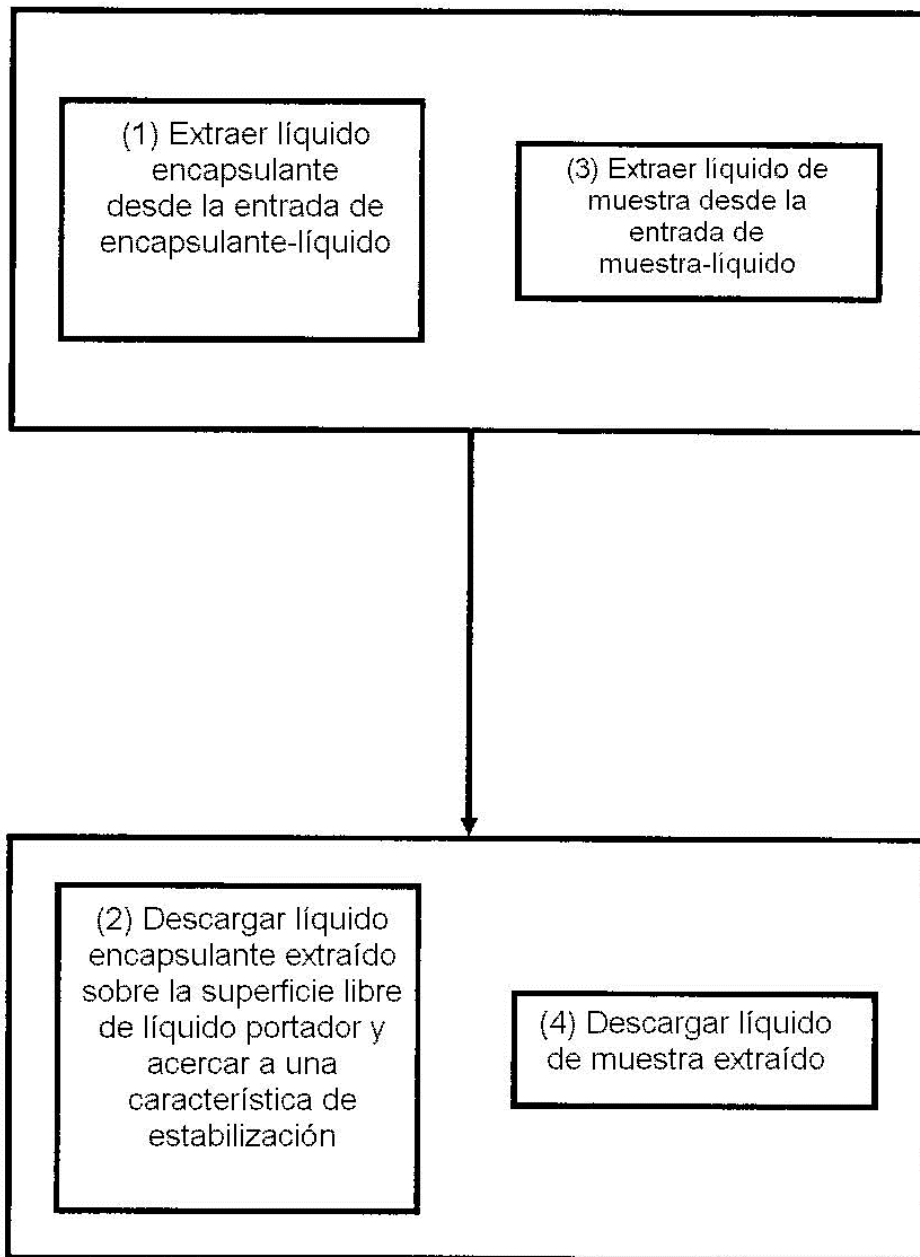 (1) Extraer líquido
encapsulante
desde la entrada de
encapsulante-líquido
(3) Extraer líquido de
muestra desde la
entrada de
muestra-líquido
(2) Descargar líquido
encapsulante extraído
sobre la superficie libre
de líquido portador y
acercar a una
característica de
estabilización
(4) Descargar líquido
de muestra extraído